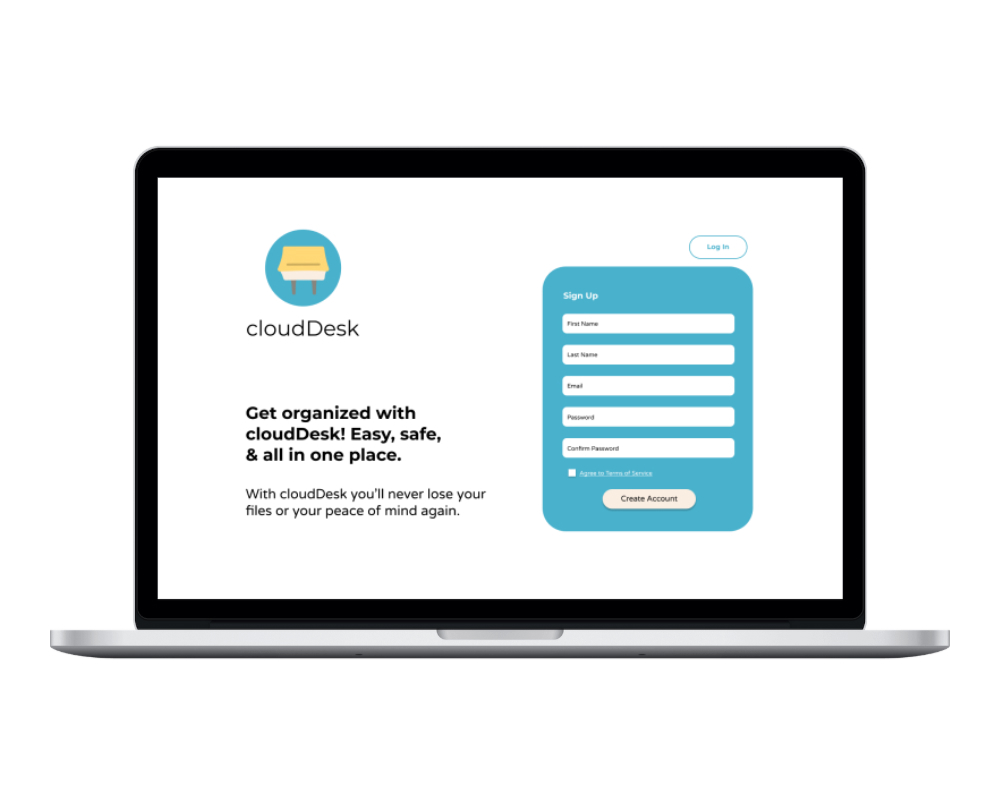 cloudDesk
Get organized with
cloudDesk! Easy, safe,
& all in one place.
With cloudDesk you'll never lose your
files or your peace of mind again.
Log In
Sign Up
First Name
Last Name
Email
Password
Confirm Password
Agree to Terms of Service
Create Account